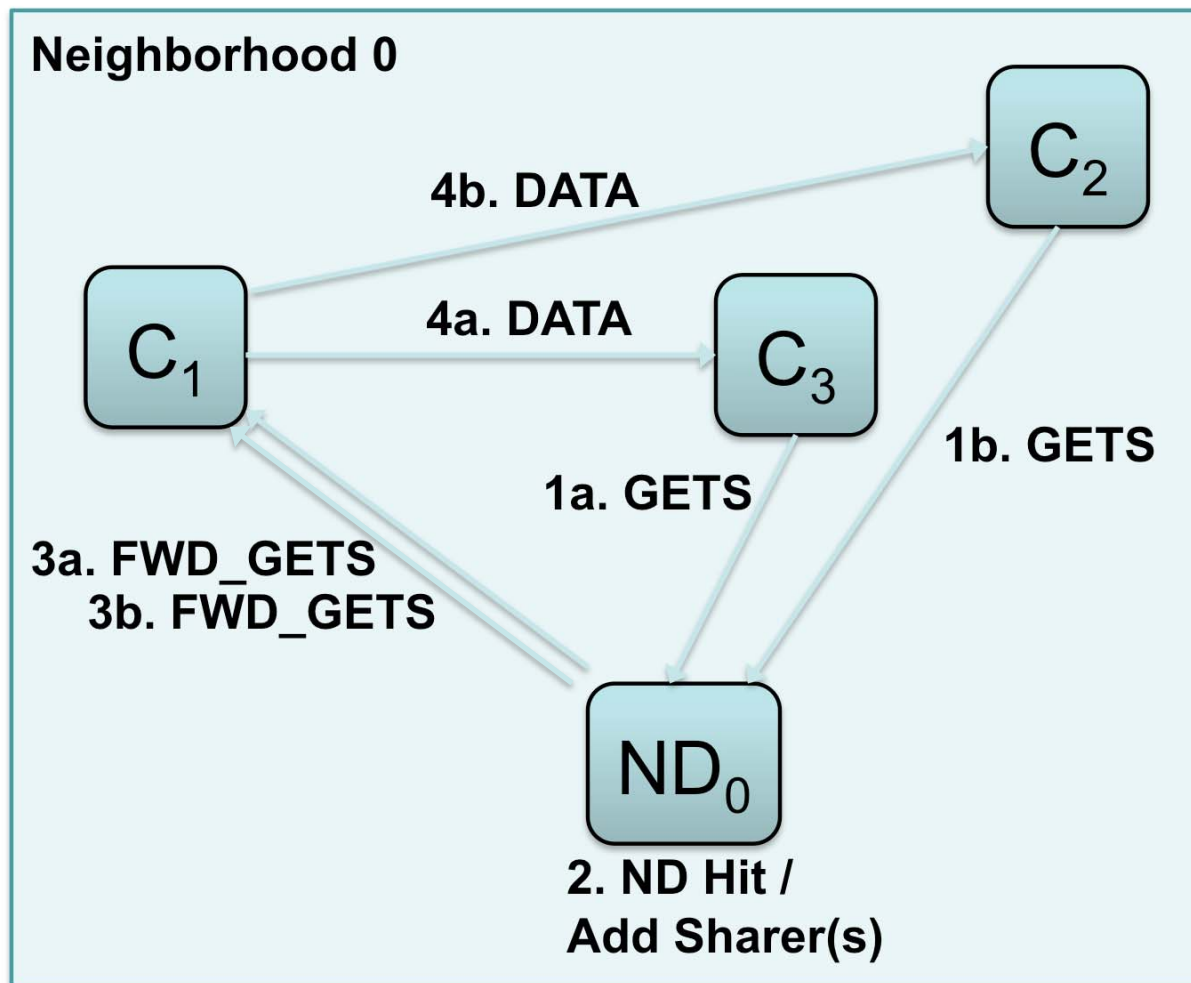 Neighborhood 0
C₂
4b. DATA
4a. DATA
C₁
C₃
1b. GETS
1a. GETS
3a. FWD_GETS
3b. FWD_GETS
ND₀
2. ND Hit /
Add Sharer(s)